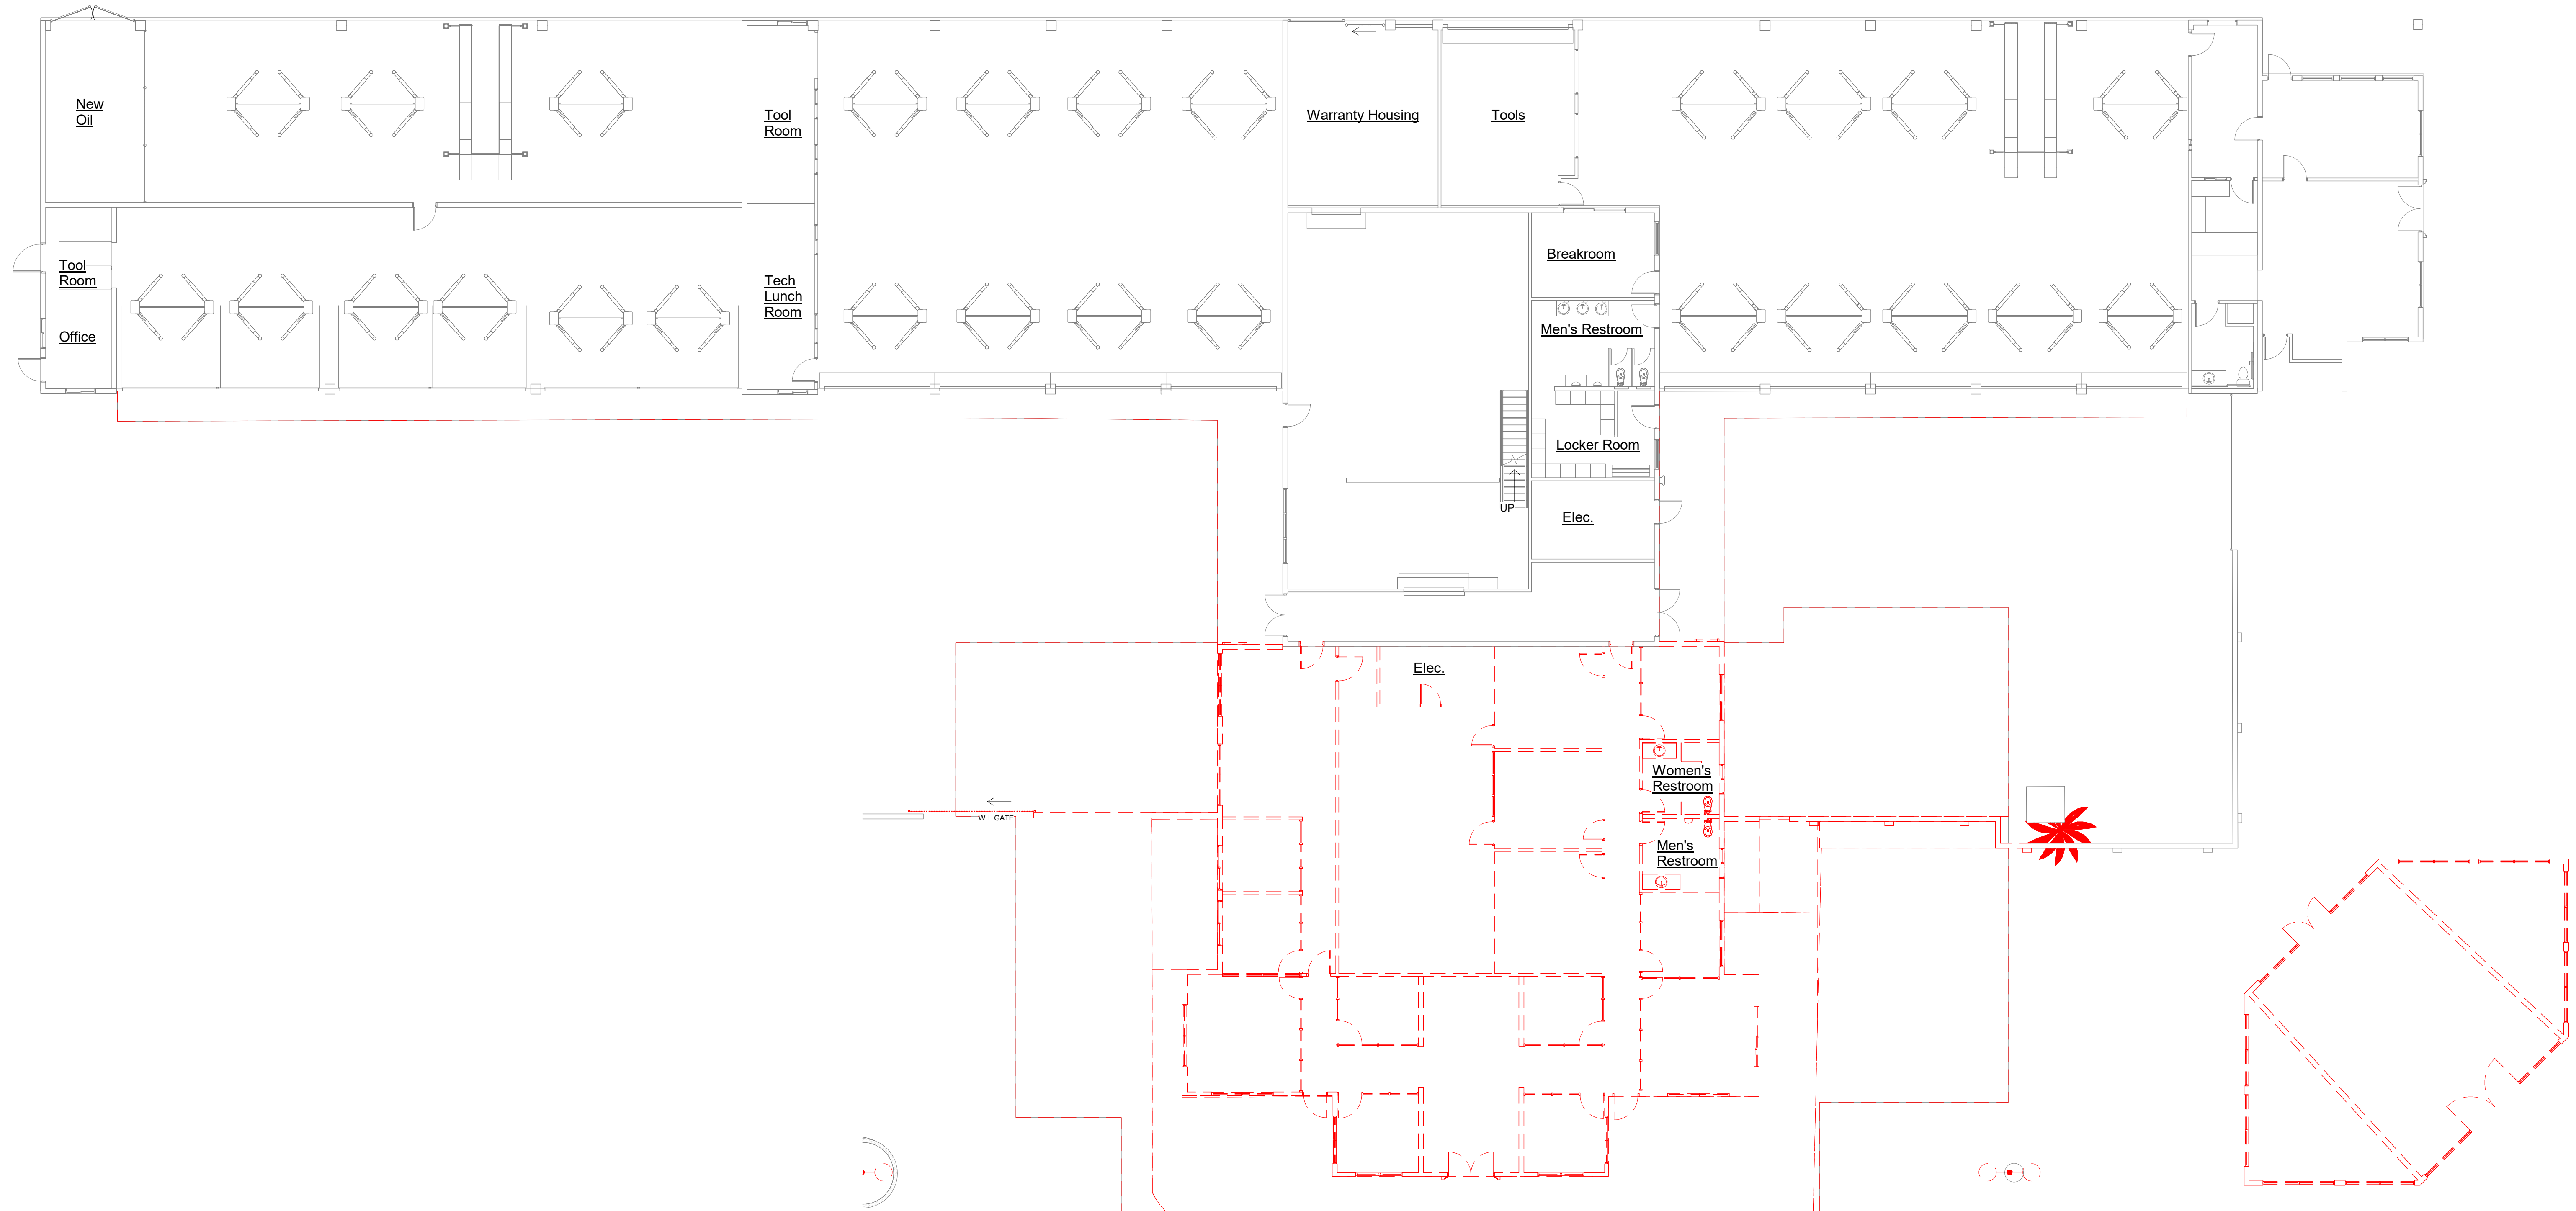 New
Oil
Tool
Room
Warranty Housing
Tools
Tool
Room
Office
Tech
Lunch
Room
Breakroom
Men's Restroom
Locker Room
UP
Elec.
Elec.
Women's
Restroom
W.I. GATE
Men's
Restroom